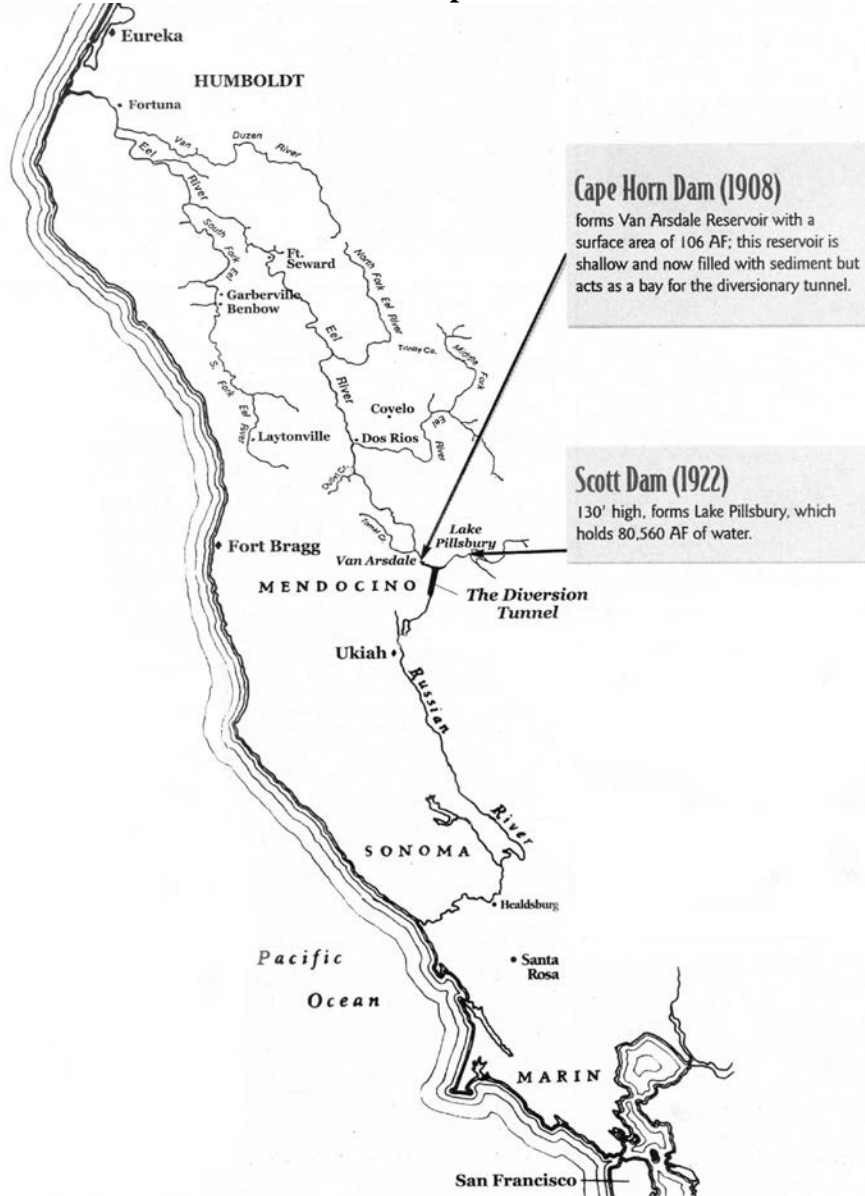 Eureka
HUMBOLDT
Fortuna
Van
Duzen
River
Eel
River
South
Fork
Eel
Ft.
Seward
North Fork Eel River
Garberville
Benbow
Eel
River
Trinity Co.
Middle
Fork
Eel
River
S.
Fork
Eel
River
Covelo
Laytonville
Dos Rios
Outlet Cr.
Tomki Cr.
Lake
Pillsbury
Fort Bragg
Van Arsdale
MENDOCINO
The Diversion
Tunnel
Ukiah
Russian
River
SONOMA
Healdsburg
Pacific
Ocean
Santa
Rosa
MARIN
San Francisco
Cape Horn Dam (1908)
forms Van Arsdale Reservoir with a
surface area of 106 AF; this reservoir is
shallow and now filled with sediment but
acts as a bay for the diversionary tunnel.
Scott Dam (1922)
130' high, forms Lake Pillsbury, which
holds 80,560 AF of water.